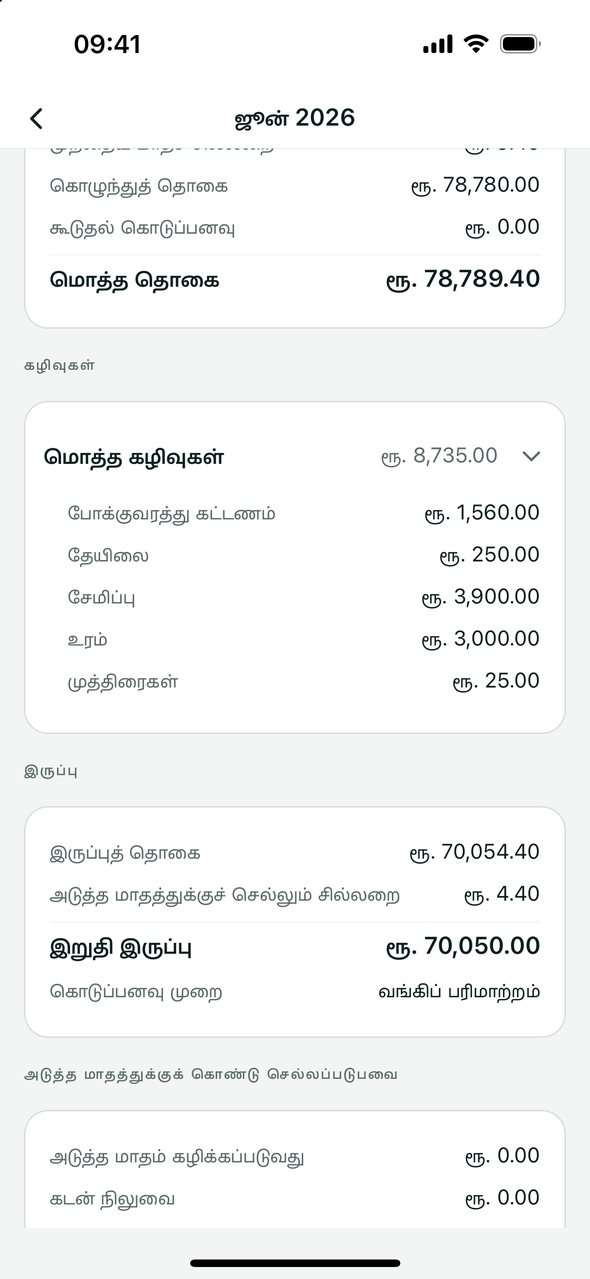 09:41
ஜூன் 2026
கொழுந்துத் தொகை ரூ. 78,780.00
கூடுதல் கொடுப்பனவு ரூ. 0.00
மொத்த தொகை ரூ. 78,789.40
கழிவுகள்
மொத்த கழிவுகள் ரூ. 8,735.00
போக்குவரத்து கட்டணம் ரூ. 1,560.00
தேயிலை ரூ. 250.00
சேமிப்பு ரூ. 3,900.00
உரம் ரூ. 3,000.00
முத்திரைகள் ரூ. 25.00
இருப்பு
இருப்புத் தொகை ரூ. 70,054.40
அடுத்த மாதத்துக்குச் செல்லும் சில்லறை ரூ. 4.40
இறுதி இருப்பு ரூ. 70,050.00
கொடுப்பனவு முறை வங்கிப் பரிமாற்றம்
அடுத்த மாதத்துக்குக் கொண்டு செல்லப்படுபவை
அடுத்த மாதம் கழிக்கப்படுவது ரூ. 0.00
கடன் நிலுவை ரூ. 0.00